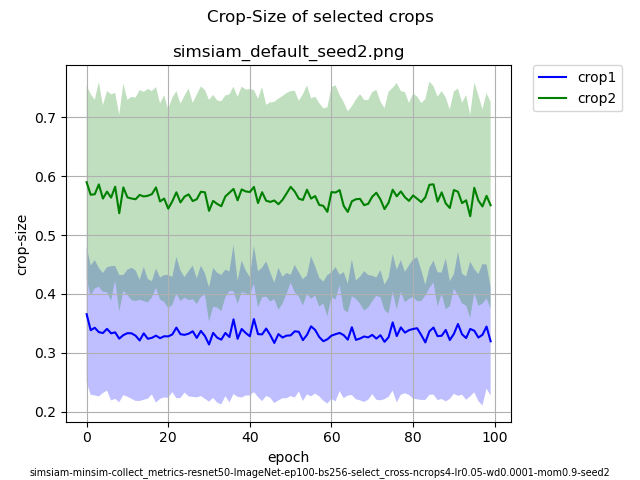 Crop-Size of selected crops
simsiam_default_seed2.png
crop1
crop2
crop-size
0.7
0.6
0.5
0.4
0.3
0.2
0 20 40 60 80 100
epoch
simsiam-minsim-collect_metrics-resnet50-ImageNet-ep100-bs256-select_cross-ncrops4-lr0.05-wd0.0001-mom0.9-seed2